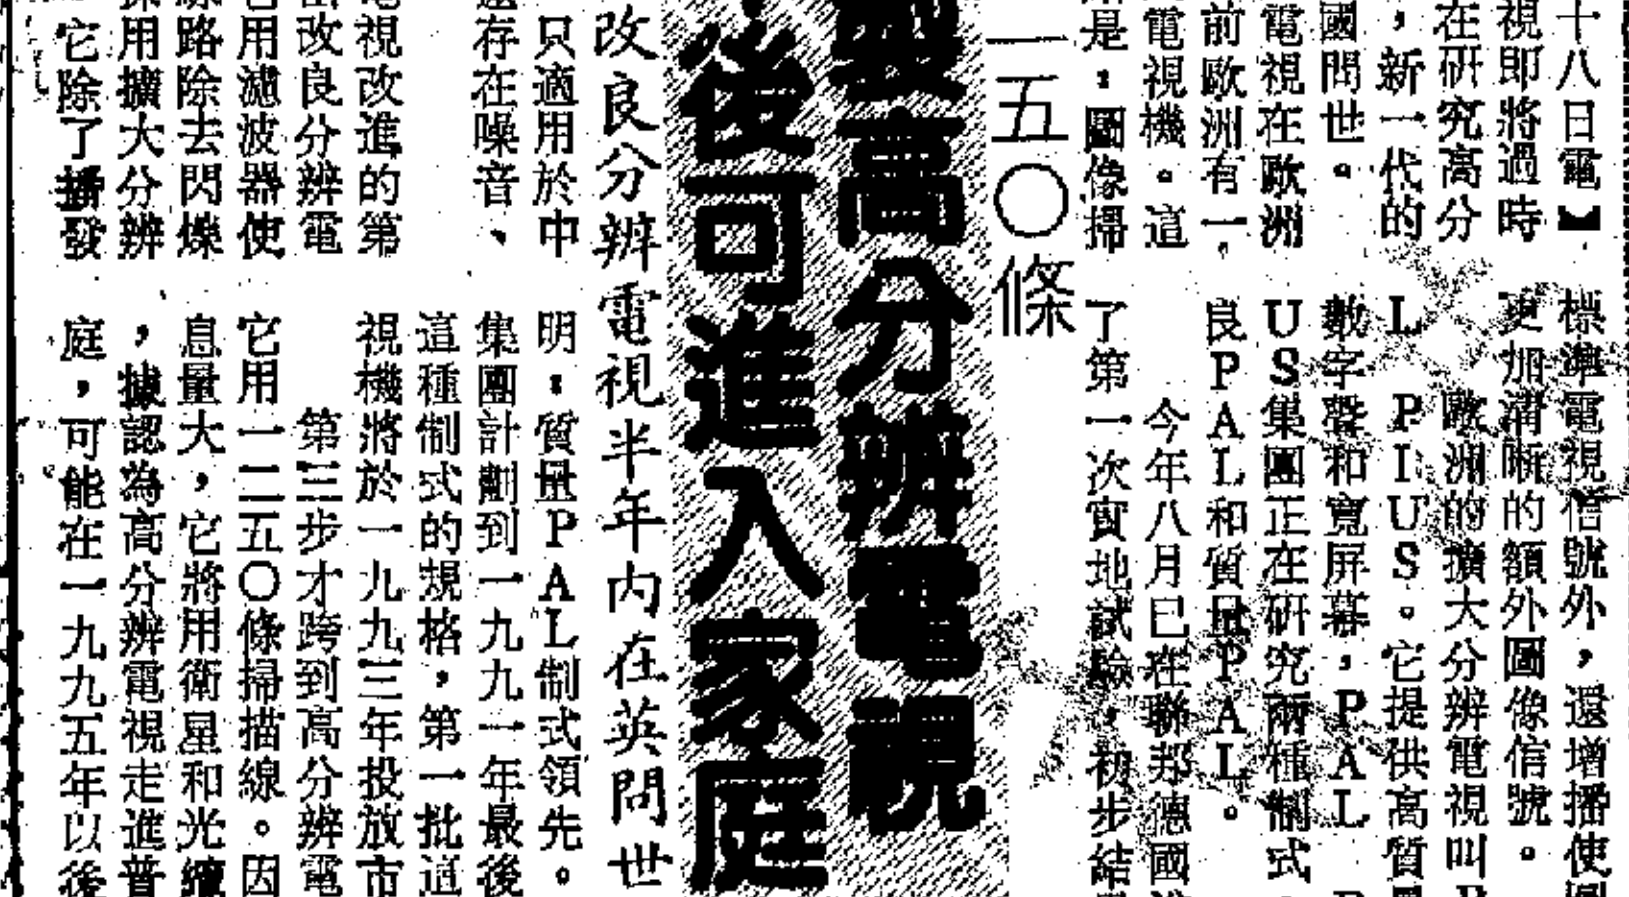 十八日電】
視即將過時
在研究高分
，新一代的
國問世。
電視在歐洲
前歐洲有一
電視機。這
是：圖像掃
標準電視信號外，還增播使
更加清晰的額外圖像信號。
歐洲的擴大分辨電視叫
L PIUS。它提供高質
數字聲和寬屏幕，PAL
US集團正在研究兩種制式
良PAL和質量PAL。
今年八月已在聯邦德國
了第一次實地試驗，初步結
一五〇條
製高分辨電視
後可進入家庭
改良分辨電視半年內在英問世
只適用於中
存在噪音、
視改進的第
改良分辨電
用濾波器使
路除去閃爍
用擴大分辨
它除了播發
明：質量PAL制式領先。
集團計劃到一九九一年最後
這種制式的規格，第一批這
視機將於一九九三年投放市
第三步才跨到高分辨電
它用一二五〇條掃描線。因
息量大，它將用衛星和光纜
，據認為高分辨電視走進普
庭，可能在一九九五年以後